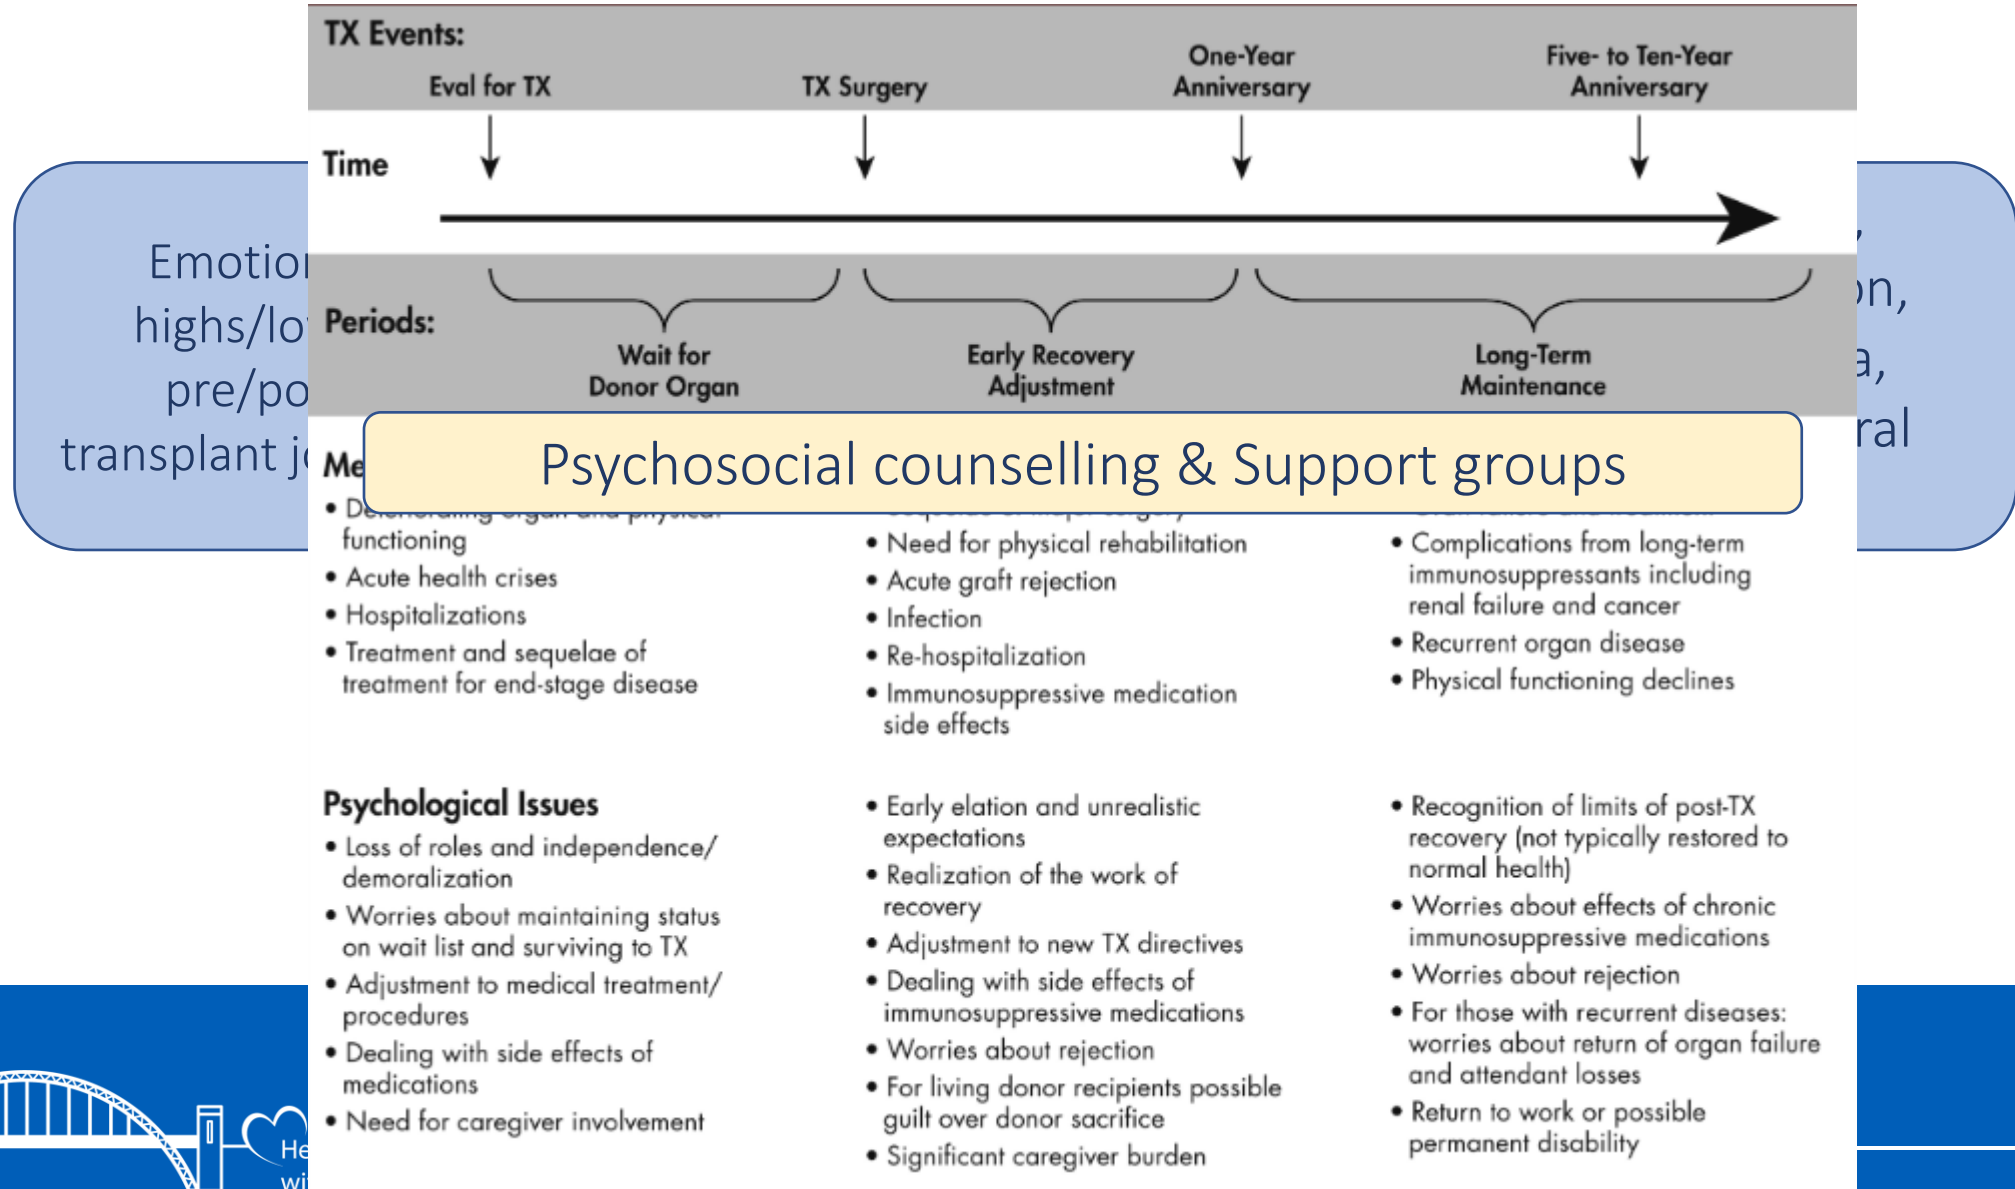 TX Events:
Eval for TX
TX Surgery
One-Year
Anniversary
Five- to Ten-Year
Anniversary
Time
Periods:
Wait for
Donor Organ
Early Recovery
Adjustment
Long-Term
Maintenance
highs/lo
pre/po
transplant
Psychosocial counselling & Support groups
functioning
• Acute health crises
• Hospitalizations
• Treatment and sequelae of
treatment for end-stage disease
• Need for physical rehabilitation
• Acute graft rejection
• Infection
• Re-hospitalization
• Immunosuppressive medication
side effects
• Complications from long-term
immunosuppressants including
renal failure and cancer
• Recurrent organ disease
• Physical functioning declines
Psychological Issues
• Loss of roles and independence/
demoralization
• Worries about maintaining status
on wait list and surviving to TX
• Adjustment to medical treatment/
procedures
• Dealing with side effects of
medications
• Need for caregiver involvement
• Early elation and unrealistic
expectations
• Realization of the work of
recovery
• Adjustment to new TX directives
• Dealing with side effects of
immunosuppressive medications
• Worries about rejection
• For living donor recipients possible
guilt over donor sacrifice
• Significant caregiver burden
• Recognition of limits of post-TX
recovery (not typically restored to
normal health)
• Worries about effects of chronic
immunosuppressive medications
• Worries about rejection
• For those with recurrent diseases:
worries about return of organ failure
and attendant losses
• Return to work or possible
permanent disability